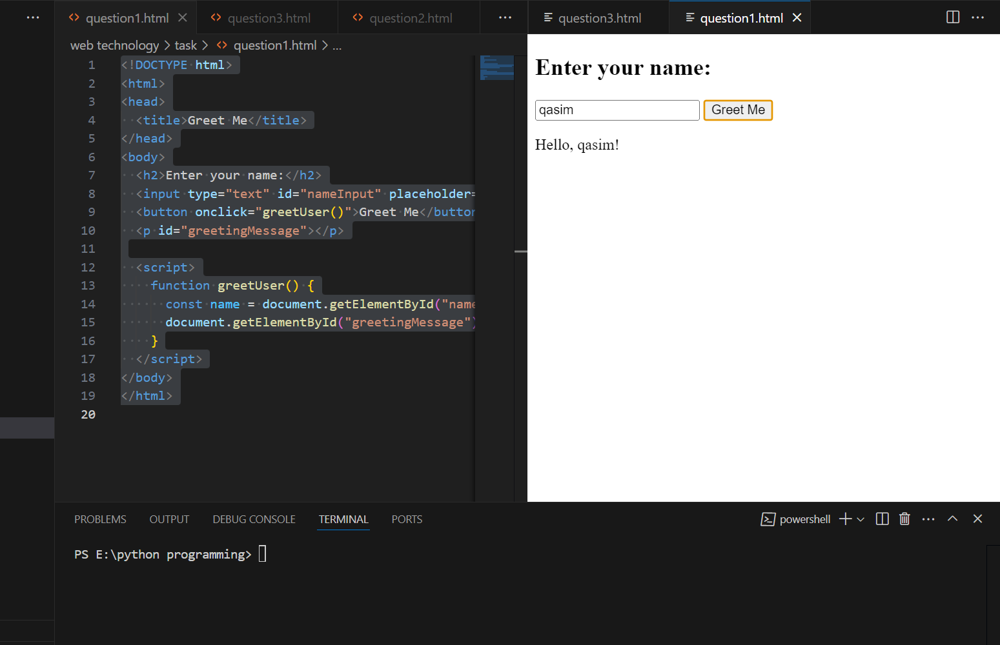 question1.html question3.html question2.html question3.html question1.html
web technology > task > question1.html > ...
1 <!DOCTYPE html>
2 <html>
3 <head>
4 <title>Greet Me</title>
5 </head>
6 <body>
7 <h2>Enter your name:</h2>
8 <input type="text" id="nameInput" placeholder=
9 <button onclick="greetUser()">Greet Me</button
10 <p id="greetingMessage"></p>
11
12 <script>
13 function greetUser() {
14 const name = document.getElementById("name
15 document.getElementById("greetingMessage")
16 }
17 </script>
18 </body>
19 </html>
20
Enter your name:
qasim Greet Me
Hello, qasim!
PROBLEMS OUTPUT DEBUG CONSOLE TERMINAL PORTS powershell
PS E:\python programming>